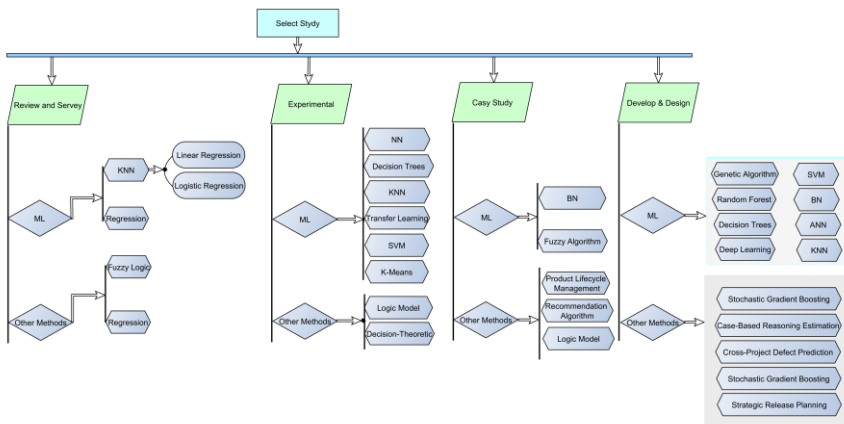 Select Stydy
Review and Servey
Experimental
Casy Study
Develop & Design
KNN
Linear Regression
Logistic Regression
ML
Regression
Fuzzy Logic
Other Methods
Regression
NN
Decision Trees
KNN
ML
Transfer Learning
SVM
K-Means
Logic Model
Other Methods
Decision-Theoretic
BN
ML
Fuzzy Algorithm
Product Lifecycle
Management
Other Methods
Recommendation
Algorithm
Logic Model
ML
Genetic Algorithm
SVM
Random Forest
BN
Decision Trees
ANN
Deep Learning
KNN
Other Methods
Stochastic Gradient Boosting
Case-Based Reasoning Estimation
Cross-Project Defect Prediction
Stochastic Gradient Boosting
Strategic Release Planning